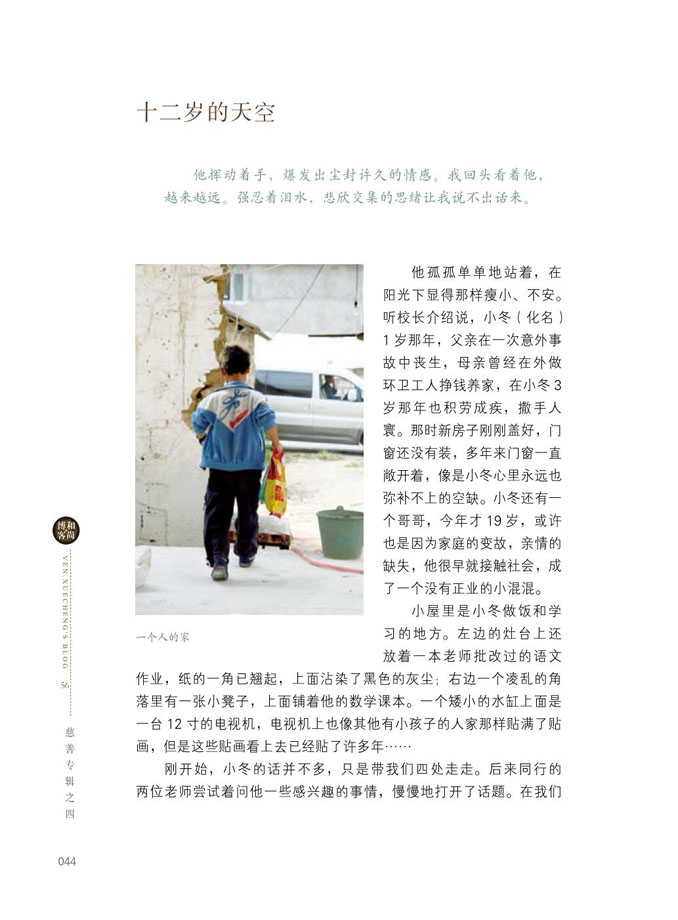 十二岁的天空
他挥动着手，爆发出尘封许久的情感。我回头看着他，
越来越远。强忍着泪水，悲欣交集的思绪让我说不出话来。
他孤孤单单地站着，在
阳光下显得那样瘦小、不安。
听校长介绍说，小冬（化名）
1 岁那年，父亲在一次意外事
故中丧生，母亲曾经在外做
环卫工人挣钱养家，在小冬 3
岁那年也积劳成疾，撒手人
寰。那时新房子刚刚盖好，门
窗还没有装，多年来门窗一直
敞开着，像是小冬心里永远也
弥补不上的空缺。小冬还有一
个哥哥，今年才 19 岁，或许
也是因为家庭的变故，亲情的
缺失，他很早就接触社会，成
了一个没有正业的小混混。
小屋里是小冬做饭和学
习的地方。左边的灶台上还
放着一本老师批改过的语文
一个人的家
作业，纸的一角已翘起，上面沾染了黑色的灰尘；右边一个凌乱的角
落里有一张小凳子，上面铺着他的数学课本。一个矮小的水缸上面是
一台 12 寸的电视机，电视机上也像其他有小孩子的人家那样贴满了贴
画，但是这些贴画看上去已经贴了许多年……
刚开始，小冬的话并不多，只是带我们四处走走。后来同行的
两位老师尝试着问他一些感兴趣的事情，慢慢地打开了话题。在我们
和尚
博客
VEN.XUECHENG'S BLOG
56
慈善专辑之四
044